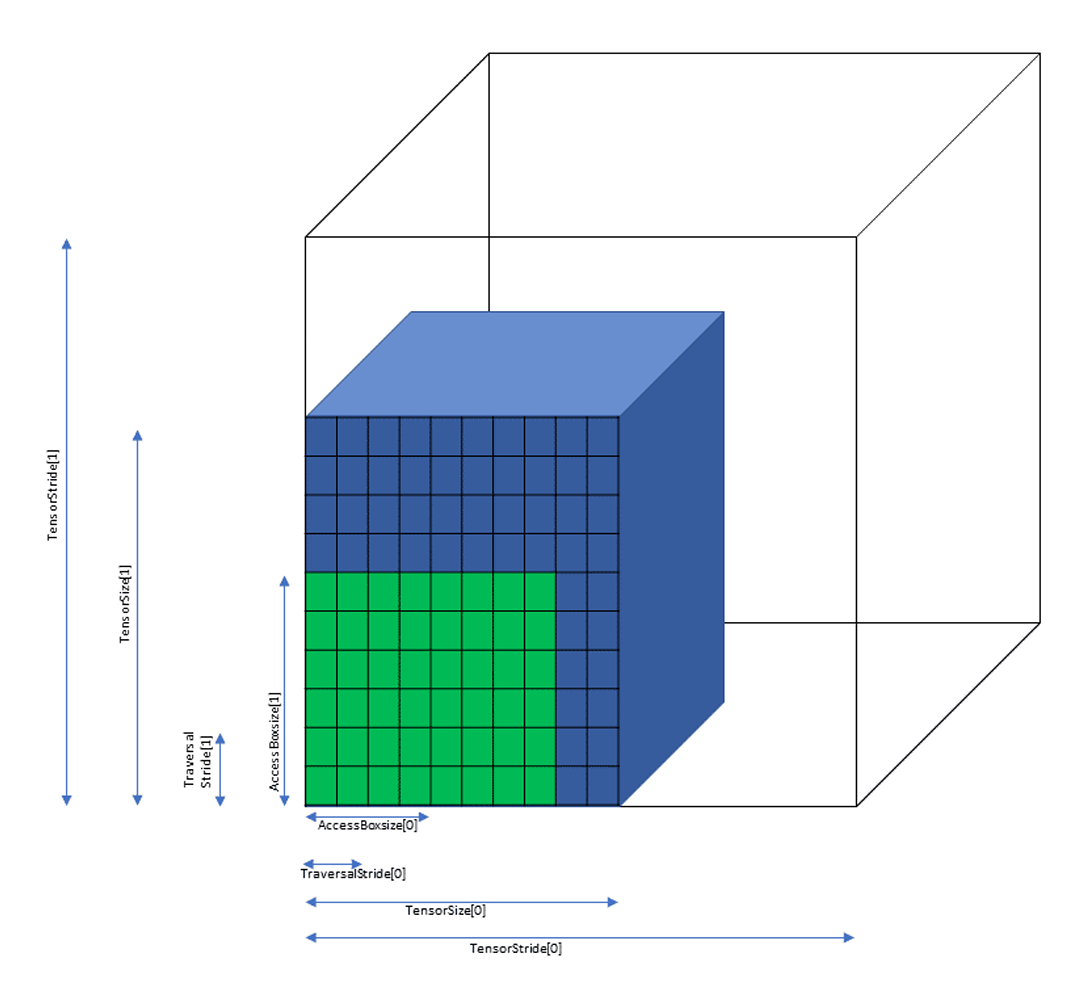 TensorStride[1]
TensorSize[1]
Traversal
Stride[1]
AccessBoxsize[1]
AccessBoxsize[0]
TraversalStride[0]
TensorSize[0]
TensorStride[0]